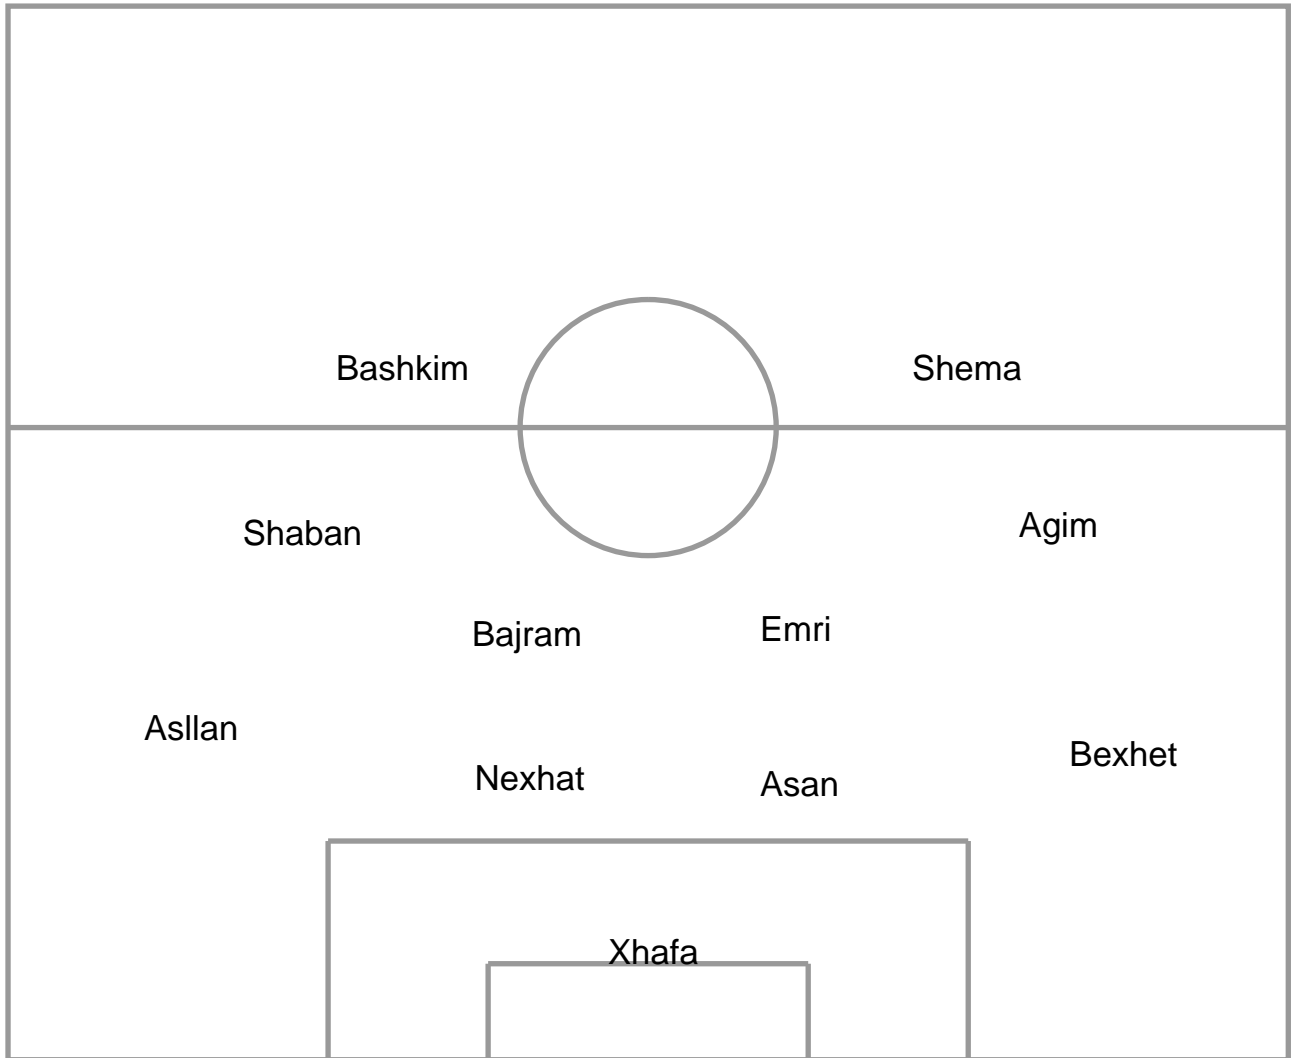 Bashkim
Shema
Shaban
Agim
Bajram
Emri
Asllan
Bexhet
Nexhat
Asan
Xhafa